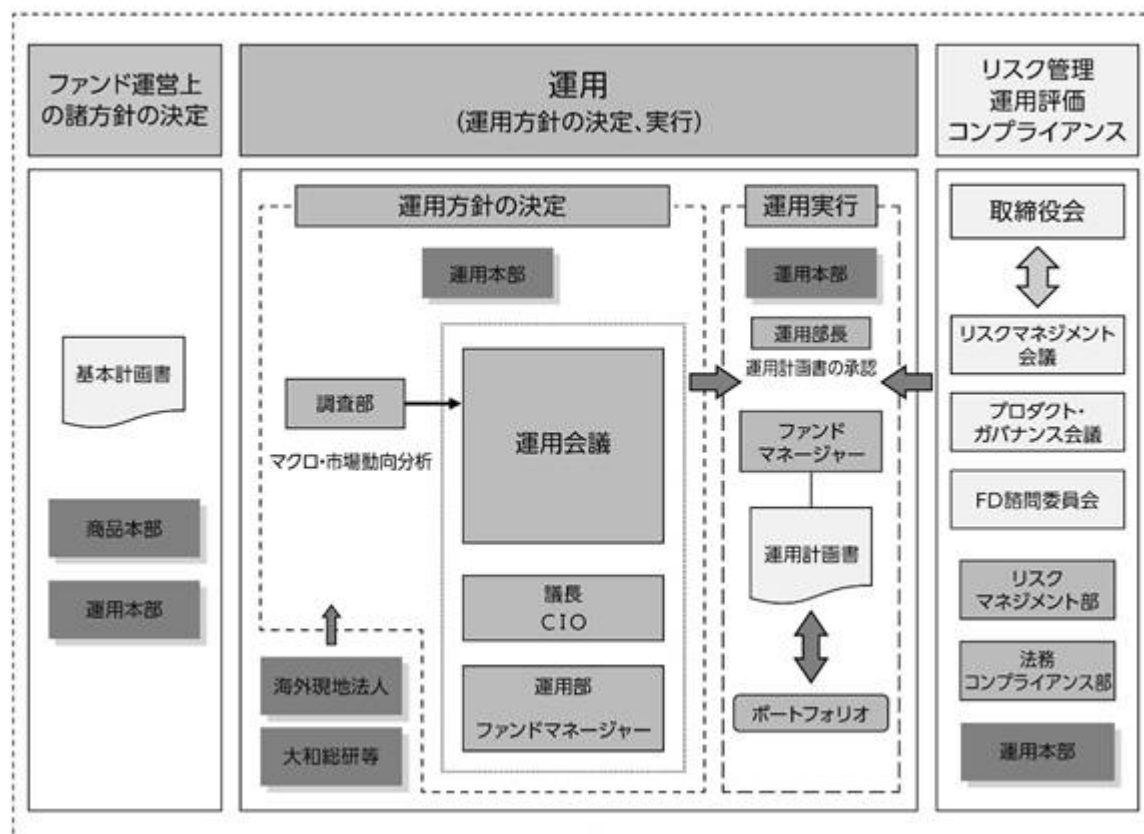 ファンド運営上
の諸方針の決定
運用
(運用方針の決定、実行)
リスク管理
運用評価
コンプライアンス
基本計画書
商品本部
運用本部
運用方針の決定
運用本部
調査部
マクロ・市場動向分析
運用会議
議長
CIO
運用部
ファンドマネージャー
海外現地法人
大和総研等
運用実行
運用本部
運用部長
運用計画書の承認
ファンド
マネージャー
運用計画書
ポートフォリオ
取締役会
リスクマネジメント
会議
プロダクト・
ガバナンス会議
FD諮問委員会
リスク
マネジメント部
法務
コンプライアンス部
運用本部